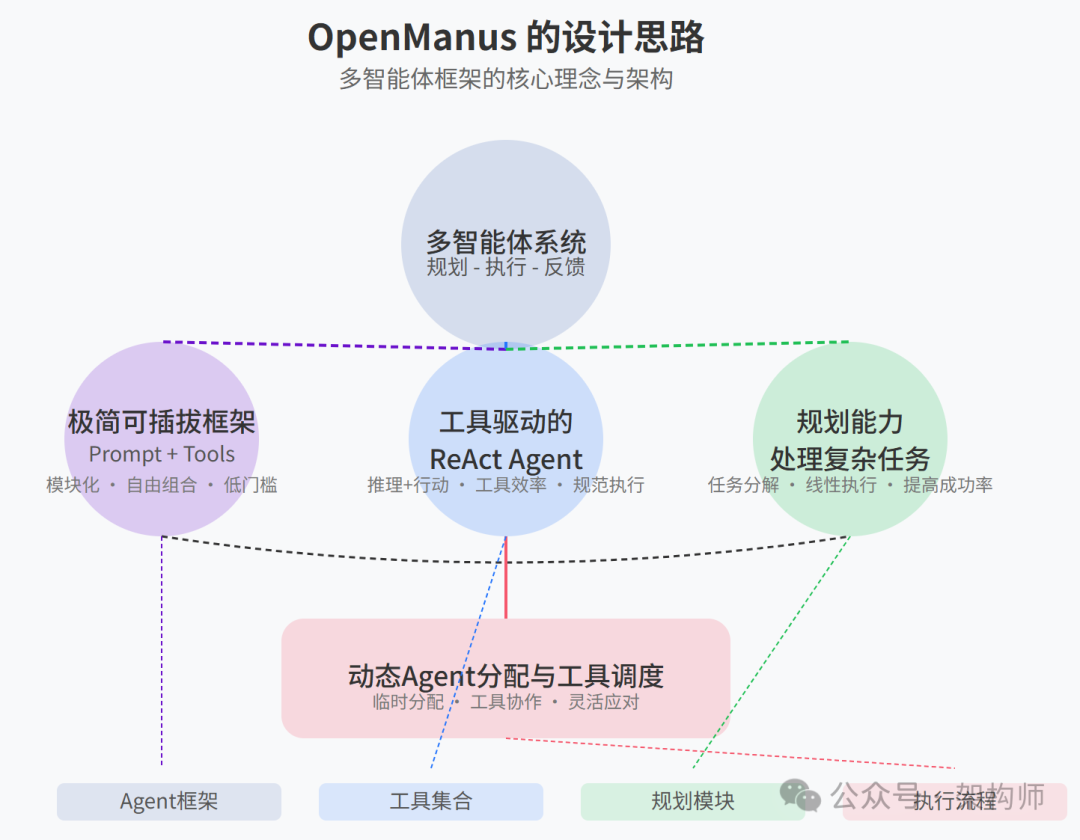 OpenManus 的设计思路
多智能体框架的核心理念与架构
多智能体系统
规划 - 执行 - 反馈
极简可插拔框架
Prompt + Tools
模块化 • 自由组合 • 低门槛
工具驱动的
ReAct Agent
推理+行动 • 工具效率 • 规范执行
规划能力
处理复杂任务
任务分解 • 线性执行 • 提高成功率
动态Agent分配与工具调度
临时分配 • 工具协作 • 灵活应对
Agent框架
工具集合
规划模块
执行流程
公众号 架构师